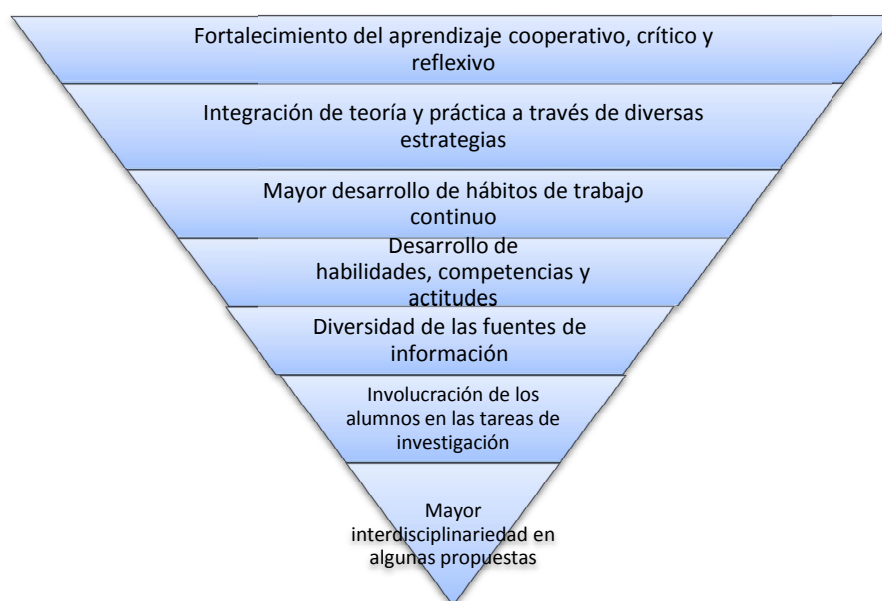 Fortalecimiento del aprendizaje cooperativo, crítico y
reflexivo
Integración de teoría y práctica a través de diversas
estrategias
Mayor desarrollo de hábitos de trabajo
continuo
Desarrollo de
habilidades, competencias y
actitudes
Diversidad de las fuentes de
información
Involucración de los
alumnos en las tareas de
investigación
Mayor
interdisciplinariedad en
algunas propuestas